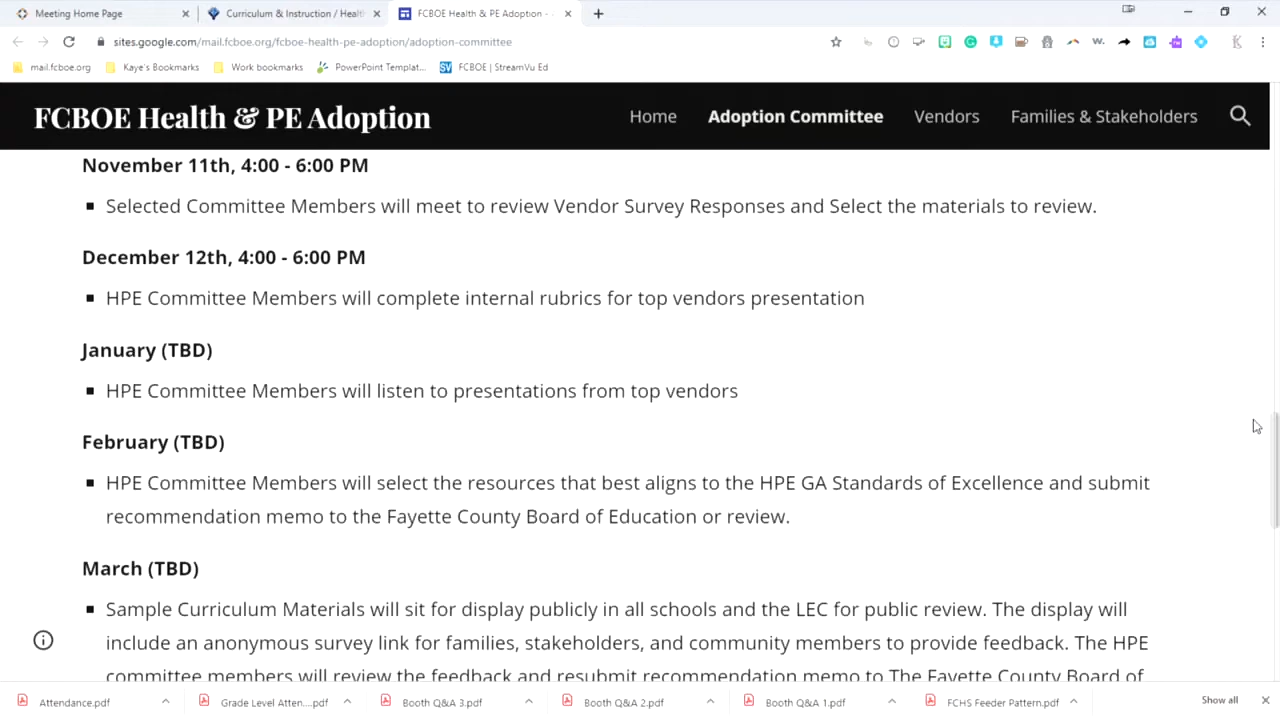 Meeting Home Page
Curriculum & Instruction / Healt
FCBOE Health & PE Adoption -
sites.google.com/mail.fcboe.org/fcboe-health-pe-adoption/adoption-committee
mail.fcboe.org
Kaye's Bookmarks
Work bookmarks
PowerPoint Templat...
SV
FCBOE | StreamVu Ed
FCBOE Health & PE Adoption
Home
Adoption Committee
Vendors
Families & Stakeholders
November 11th, 4:00 - 6:00 PM
Selected Committee Members will meet to review Vendor Survey Responses and Select the materials to review.
December 12th, 4:00 - 6:00 PM
HPE Committee Members will complete internal rubrics for top vendors presentation
January (TBD)
HPE Committee Members will listen to presentations from top vendors
February (TBD)
HPE Committee Members will select the resources that best aligns to the HPE GA Standards of Excellence and submit
recommendation memo to the Fayette County Board of Education or review.
March (TBD)
Sample Curriculum Materials will sit for display publicly in all schools and the LEC for public review. The display will
include an anonymous survey link for families, stakeholders, and community members to provide feedback. The HPE
committee members will review the feedback and resubmit recommendation memo to The Fayette County Board of
Attendance.pdf
Grade Level Atten....pdf
Booth Q&A 3.pdf
Booth Q&A 2.pdf
Booth Q&A 1.pdf
FCHS Feeder Pattern.pdf
Show all